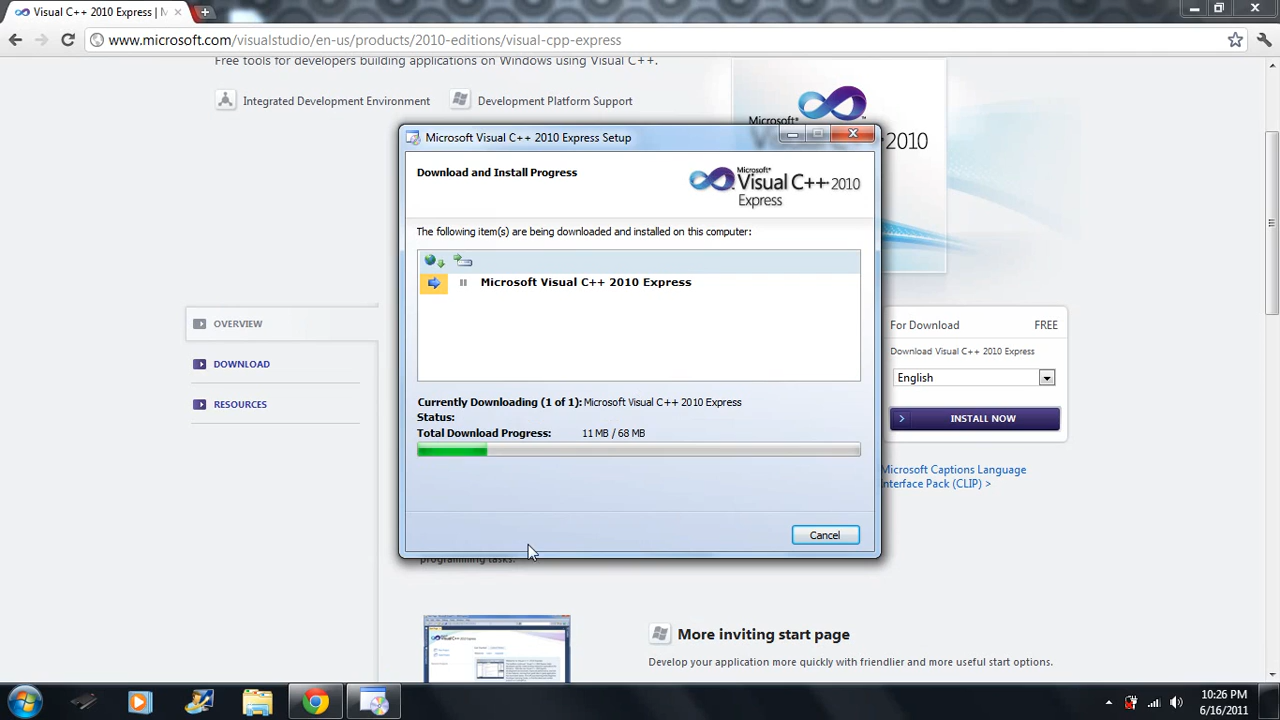 Visual C++ 2010 Express | M
www.microsoft.com/visualstudio/en-us/products/2010-editions/visual-cpp-express
Free tools for developers building applications on Windows using Visual C++.
Integrated Development Environment
Development Platform Support
Microsoft®
2010
Microsoft Visual C++ 2010 Express Setup
Download and Install Progress
Microsoft®
Visual C++ 2010
Express
The following item(s) are being downloaded and installed on this computer:
Microsoft Visual C++ 2010 Express
Currently Downloading (1 of 1): Microsoft Visual C++ 2010 Express
Status:
Total Download Progress: 11 MB / 68 MB
Cancel
OVERVIEW
DOWNLOAD
RESOURCES
For Download FREE
Download Visual C++ 2010 Express
English
INSTALL NOW
Microsoft Captions Language
Interface Pack (CLIP) >
programming tasks.
More inviting start page
Develop your application more quickly with friendlier and more start options.
10:26 PM
6/16/2011